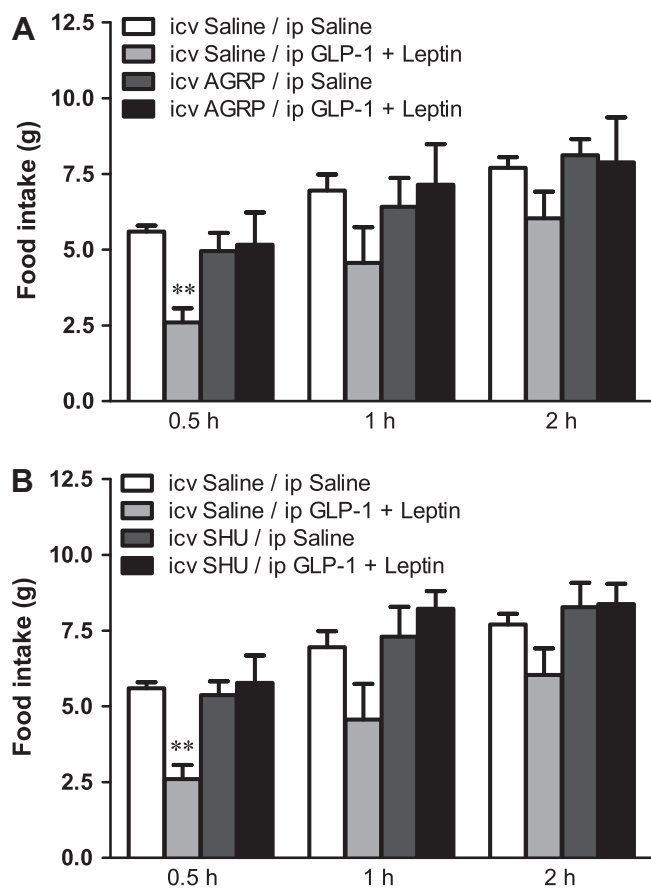 A
Food intake (g)
12.5
10.0
7.5
5.0
2.5
0.0
icv Saline / ip Saline
icv Saline / ip GLP-1 + Leptin
icv AGRP / ip Saline
icv AGRP / ip GLP-1 + Leptin
**
0.5 h
1 h
2 h
B
Food intake (g)
12.5
10.0
7.5
5.0
2.5
0.0
icv Saline / ip Saline
icv Saline / ip GLP-1 + Leptin
icv SHU / ip Saline
icv SHU / ip GLP-1 + Leptin
**
0.5 h
1 h
2 h